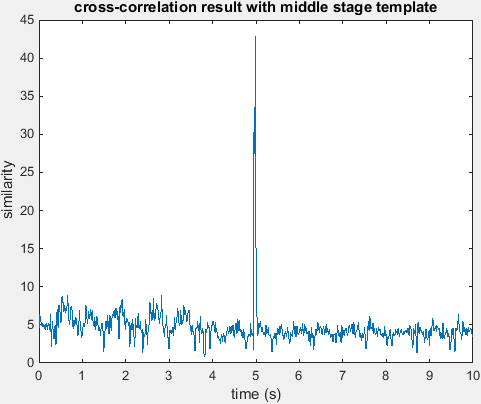 cross-correlation result with middle stage template
45
40
35
30
25
20
15
10
5
0
similarity
0 1 2 3 4 5 6 7 8 9 10
time (s)